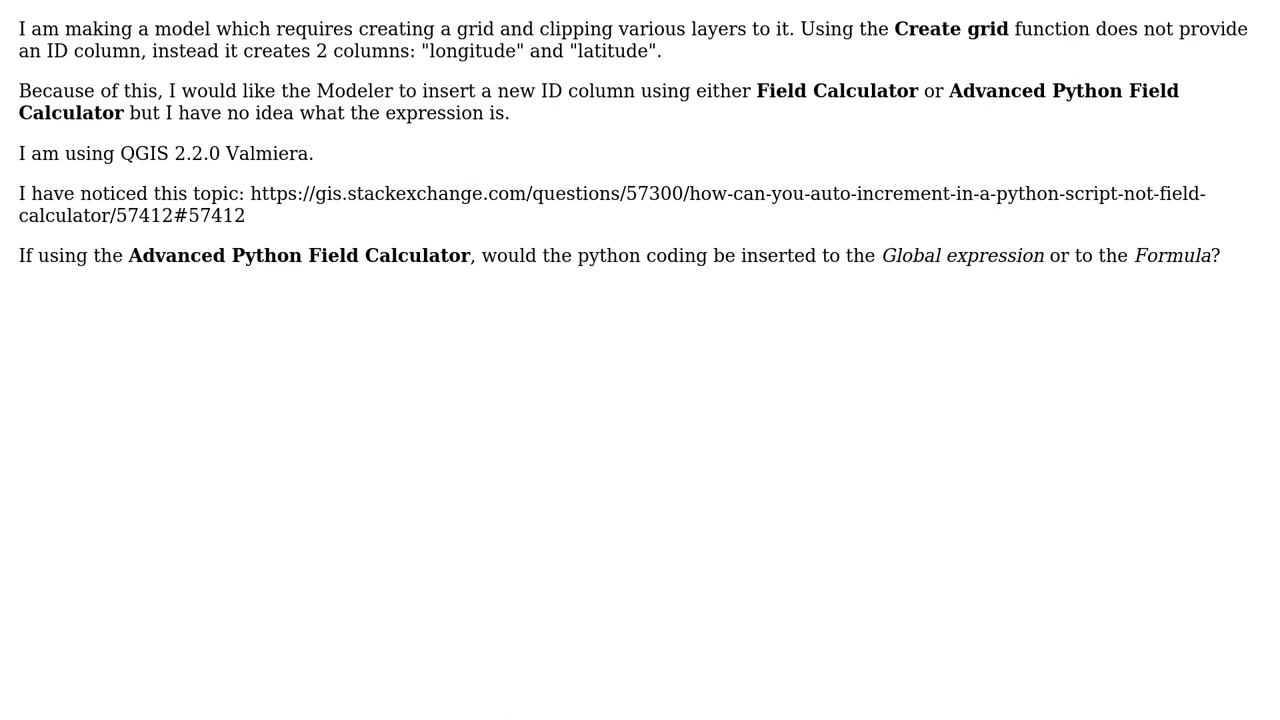 I am making a model which requires creating a grid and clipping various layers to it. Using the Create grid function does not provide
an ID column, instead it creates 2 columns: "longitude" and "latitude".
Because of this, I would like the Modeler to insert a new ID column using either Field Calculator or Advanced Python Field
Calculator but I have no idea what the expression is.
I am using QGIS 2.2.0 Valmiera.
I have noticed this topic: https://gis.stackexchange.com/questions/57300/how-can-you-auto-increment-in-a-python-script-not-field-
calculator/57412#57412
If using the Advanced Python Field Calculator, would the python coding be inserted to the Global expression or to the Formula?